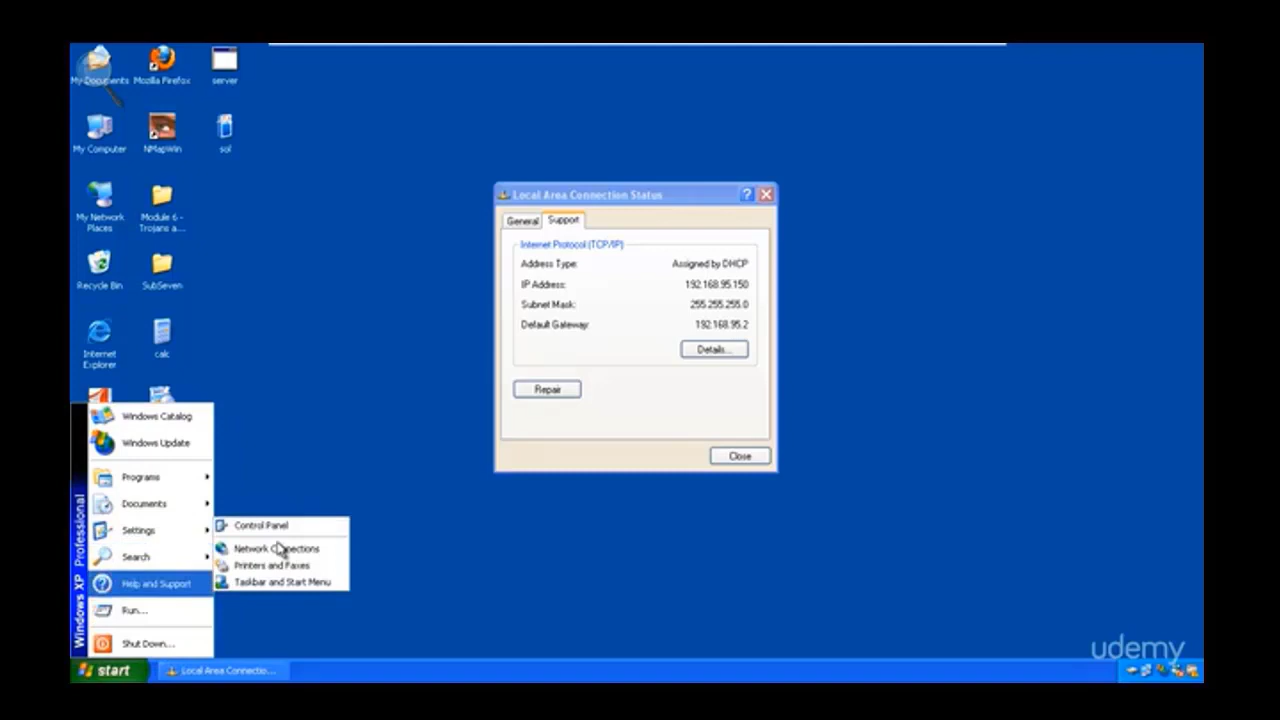 My Documents
Mozilla Firefox
server
My Computer
NMapWin
sol
My Network
Places
Module 6 -
Trojans a...
Recycle Bin
SubSeven
Internet
Explorer
calc
Local Area Connection Status
General
Support
Internet Protocol (TCP/IP)
Address Type:
Assigned by DHCP
IP Address:
192.168.95.150
Subnet Mask:
255.255.255.0
Default Gateway:
192.168.95.2
Details...
Repair
Close
Windows Catalog
Windows Update
Programs
Documents
Settings
Search
Help and Support
Run...
Shut Down...
Windows XP Professional
Control Panel
Network Connections
Printers and Faxes
Taskbar and Start Menu
start
Local Area Connectio...
udemy